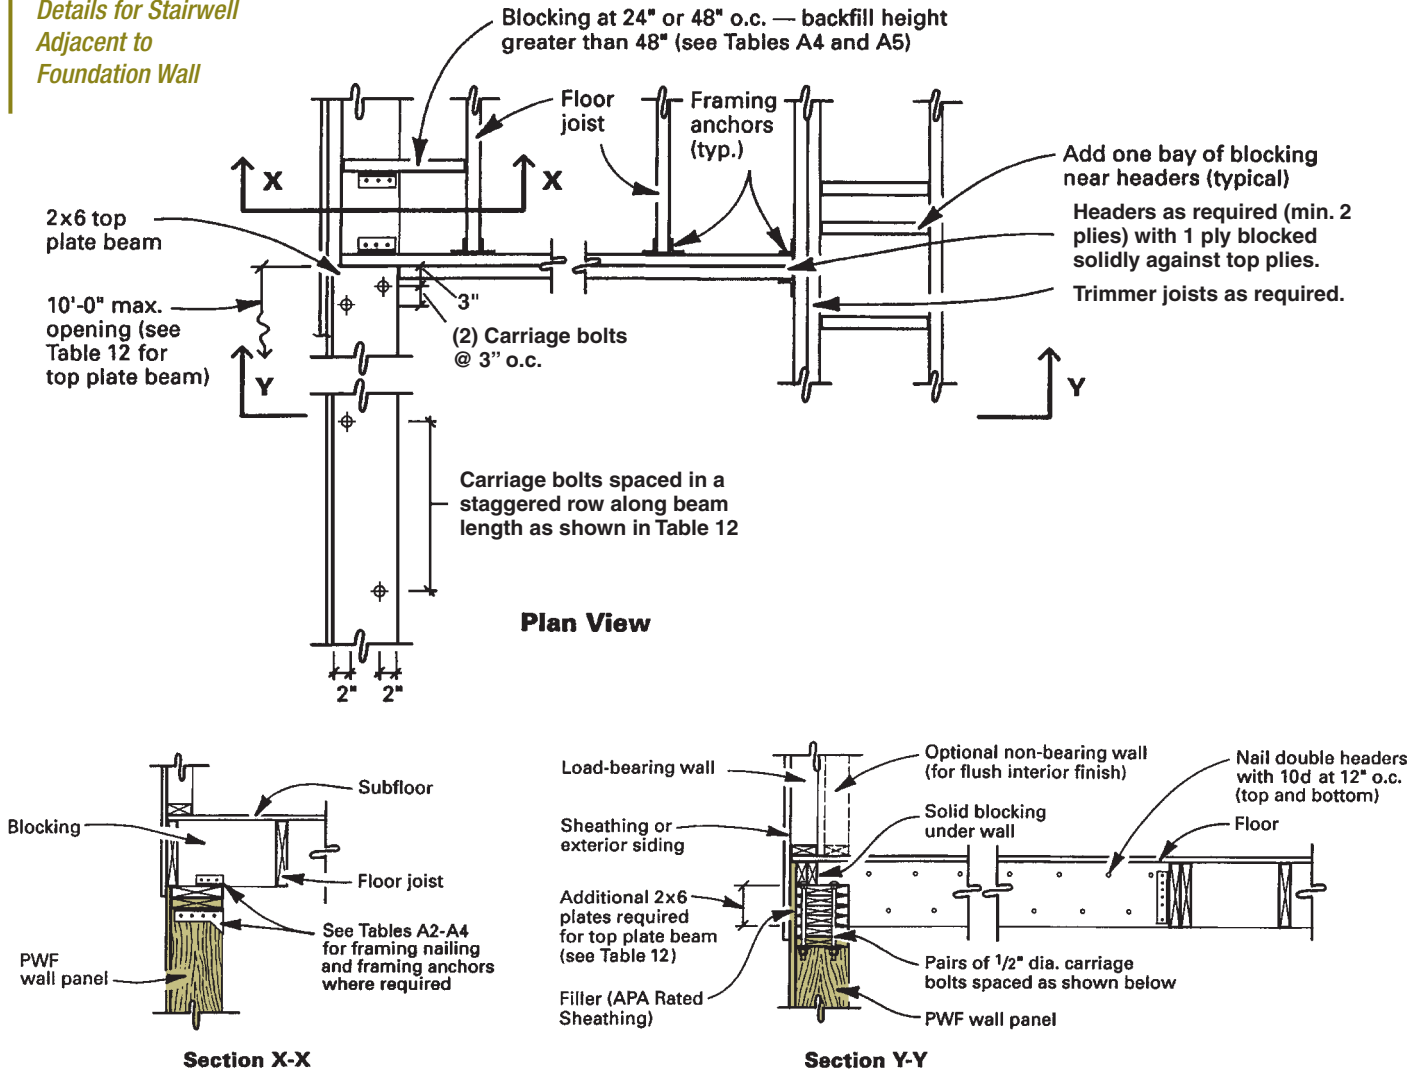 Details for Stairwell
Adjacent to
Foundation Wall
Blocking at 24" or 48" o.c. — backfill height
greater than 48" (see Tables A4 and A5)
Floor
joist
Framing
anchors
(typ.)
Add one bay of blocking
near headers (typical)
Headers as required (min. 2
plies) with 1 ply blocked
solidly against top plies.
Trimmer joists as required.
X
X
2x6 top
plate beam
10'-0" max.
opening (see
Table 12 for
top plate beam)
3"
(2) Carriage bolts
@ 3” o.c.
Y
Y
Carriage bolts spaced in a
staggered row along beam
length as shown in Table 12
Plan View
2"
2"
Subfloor
Blocking
Floor joist
See Tables A2-A4
for framing nailing
and framing anchors
where required
PWF
wall panel
Section X-X
Load-bearing wall
Optional non-bearing wall
(for flush interior finish)
Nail double headers
with 10d at 12" o.c.
(top and bottom)
Sheathing or
exterior siding
Solid blocking
under wall
Floor
Additional 2x6
plates required
for top plate beam
(see Table 12)
Filler (APA Rated
Sheathing)
Pairs of 1/2" dia. carriage
bolts spaced as shown below
PWF wall panel
Section Y-Y